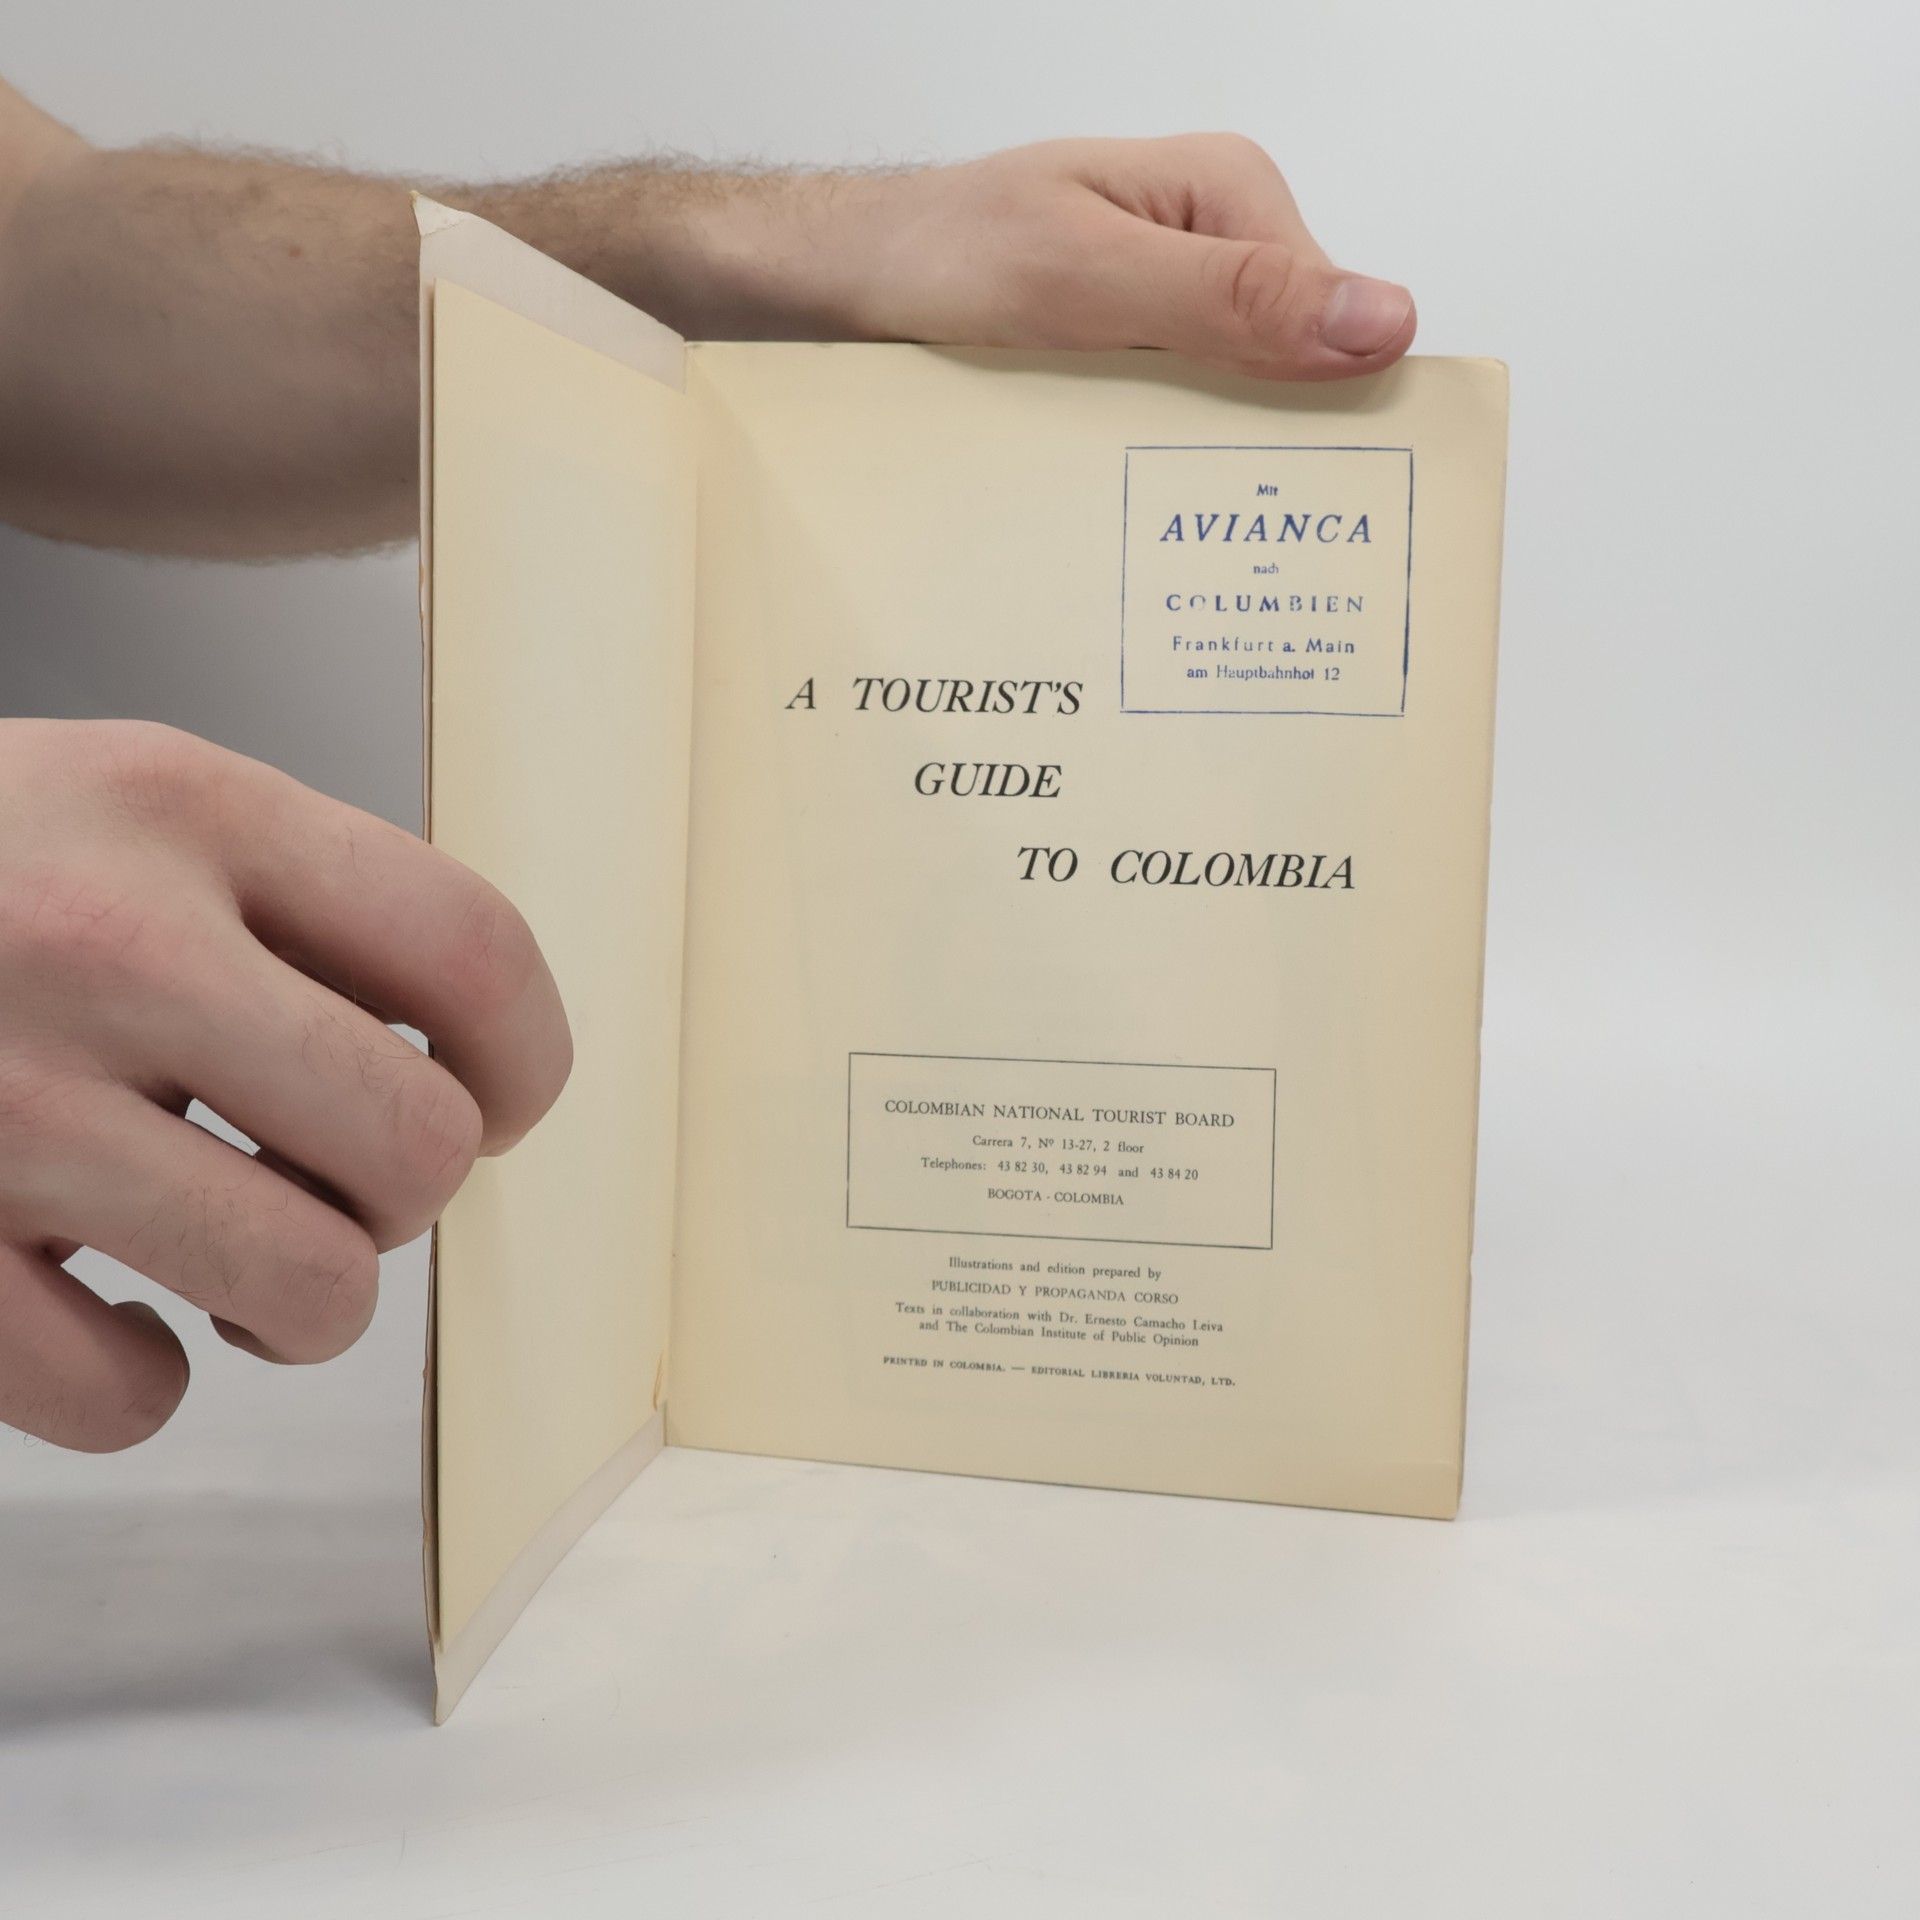 Mit
AVIANCA
nach
COLUMBIEN
Frankfurt a. Main
am Hauptbahnhof 12
A TOURIST'S
GUIDE
TO COLOMBIA
COLOMBIAN NATIONAL TOURIST BOARD
Carrera 7, Nº 13-27, 2 floor
Telephones: 43 82 30, 43 82 94 and 43 84 20
BOGOTA - COLOMBIA
Illustrations and edition prepared by
PUBLICIDAD Y PROPAGANDA CORSO
Texts in collaboration with Dr. Ernesto Camacho Leiva
and The Colombian Institute of Public Opinion
PRINTED IN COLOMBIA. — EDITORIAL LIBRERIA VOLUNTAD, LTD.